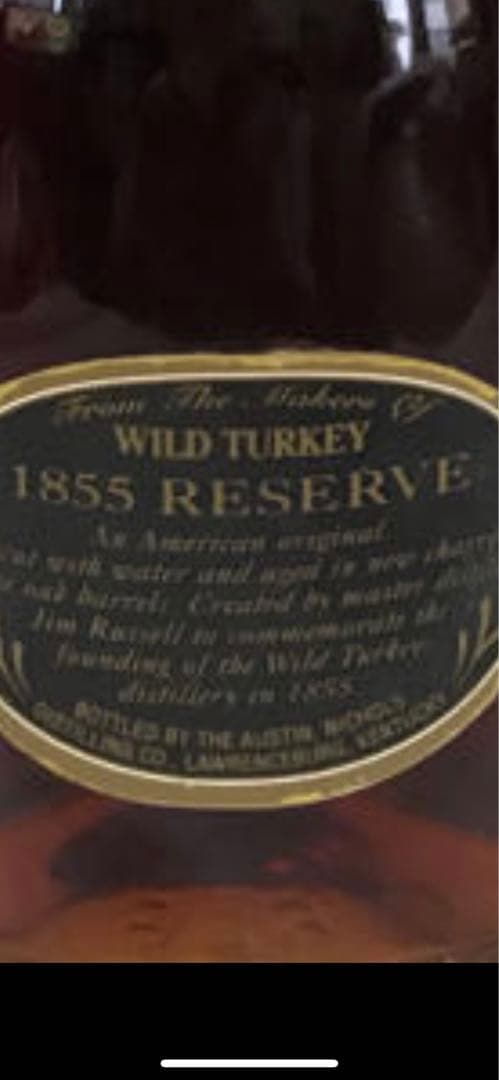 From The Makers Of
WILD TURKEY
1855 RESERVE
An American original.
with water and aged in new
oak barrels. Created by master
Jim Russell to commemorate the
founding of the Wild Turkey
distillery in 1855.
BOTTLED BY THE AUSTIN, NICHOLS
DISTILLING CO. LAWRENCEBURG, KENTUCKY